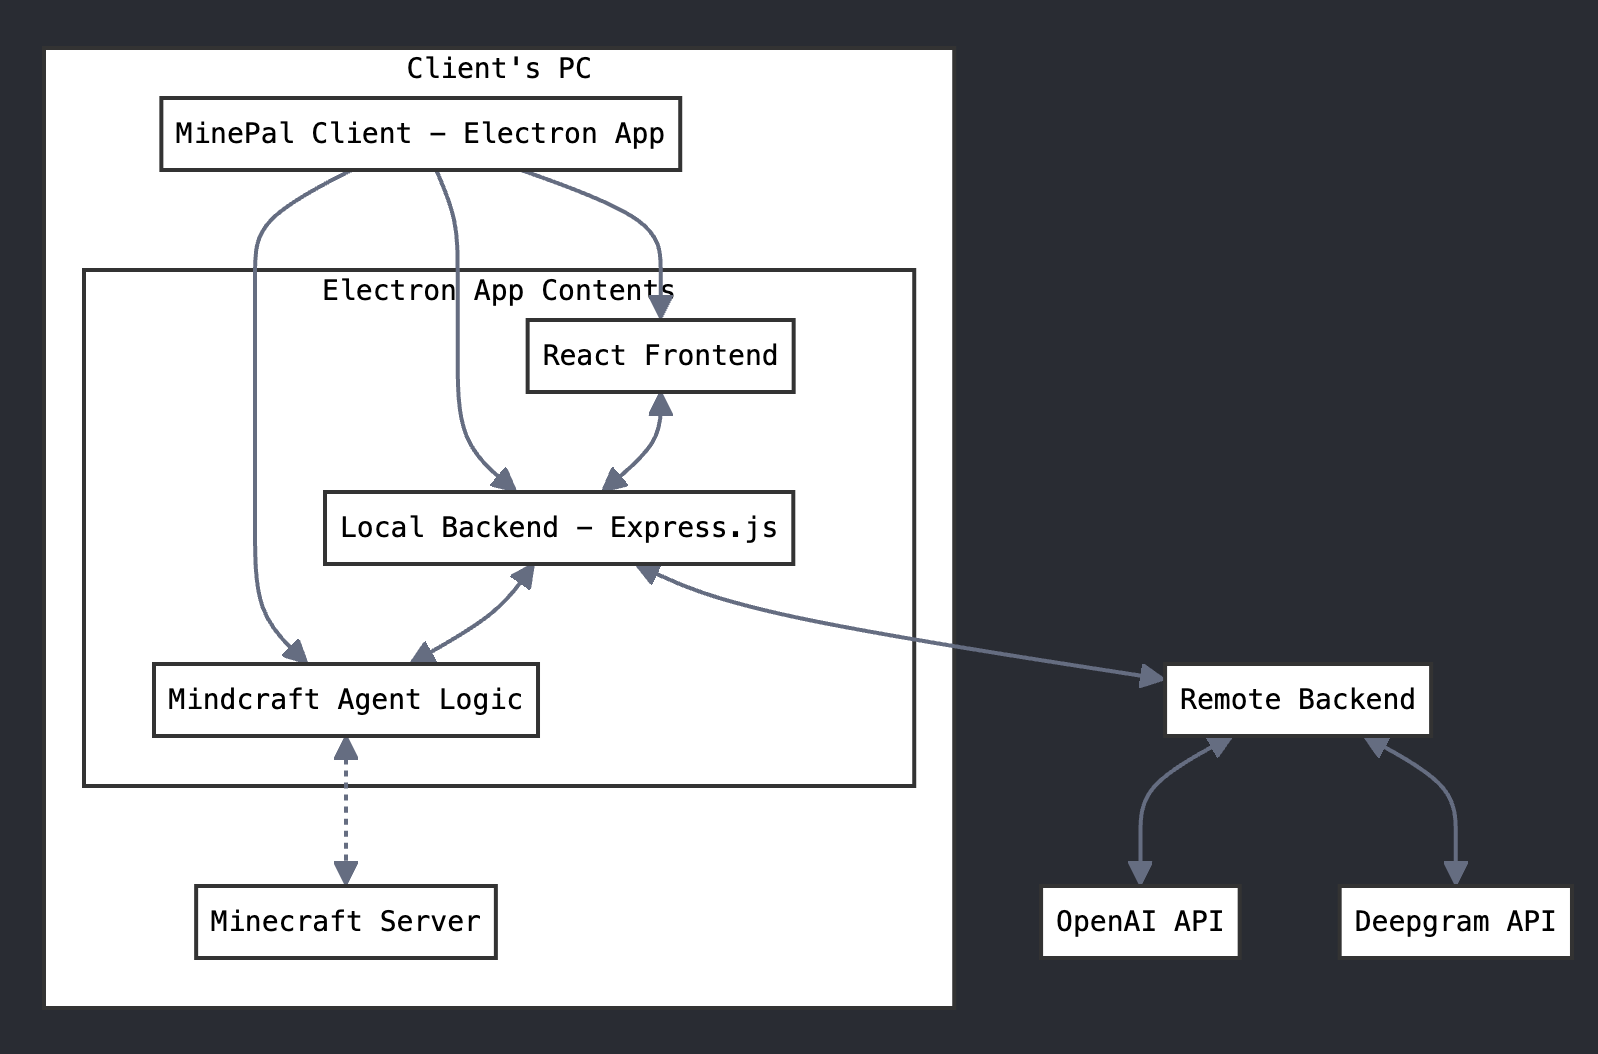 Client's PC
MinePal Client – Electron App
Electron App Contents
React Frontend
Local Backend – Express.js
Mindcraft Agent Logic
Remote Backend
Minecraft Server
OpenAI API
Deepgram API